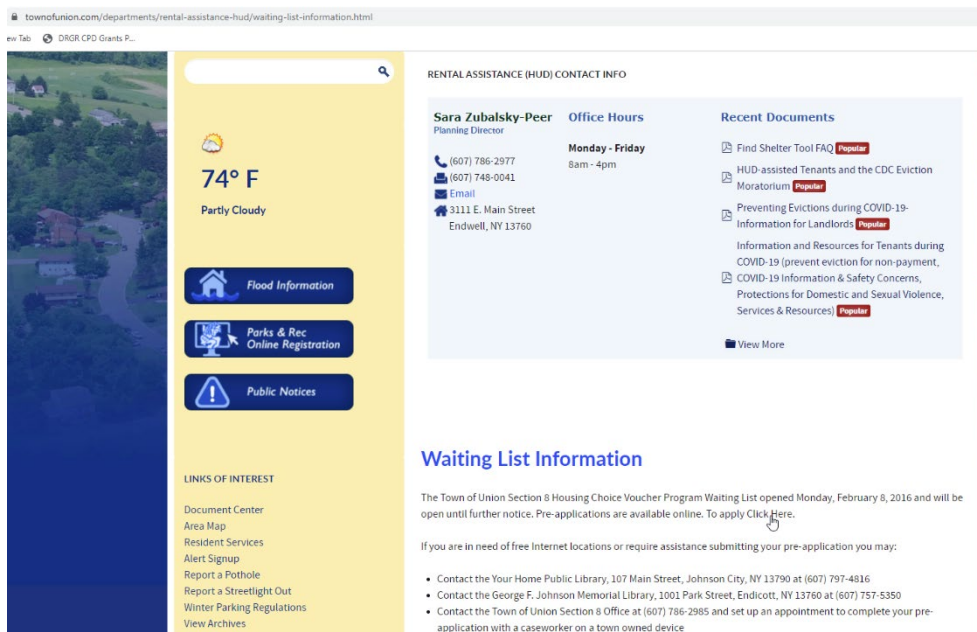 townofunion.com/departments/rental-assistance-hud/waiting-list-information.html
ew Tab
DRGR CPD Grants P...
74° F
Partly Cloudy
Flood Information
Parks & Rec
Online Registration
Public Notices
LINKS OF INTEREST
Document Center
Area Map
Resident Services
Alert Signup
Report a Pothole
Report a Streetlight Out
Winter Parking Regulations
View Archives
RENTAL ASSISTANCE (HUD) CONTACT INFO
Sara Zubalsky-Peer
Planning Director
(607) 786-2977
(607) 748-0041
Email
3111 E. Main Street
Endwell, NY 13760
Office Hours
Monday - Friday
8am - 4pm
Recent Documents
Find Shelter Tool FAQ Popular
HUD-assisted Tenants and the CDC Eviction
Moratorium Popular
Preventing Evictions during COVID-19-
Information for Landlords Popular
Information and Resources for Tenants during
COVID-19 (prevent eviction for non-payment,
COVID-19 Information & Safety Concerns,
Protections for Domestic and Sexual Violence,
Services & Resources) Popular
View More
Waiting List Information
The Town of Union Section 8 Housing Choice Voucher Program Waiting List opened Monday, February 8, 2016 and will be
open until further notice. Pre-applications are available online. To apply Click Here.
If you are in need of free Internet locations or require assistance submitting your pre-application you may:
• Contact the Your Home Public Library, 107 Main Street, Johnson City, NY 13790 at (607) 797-4816
• Contact the George F. Johnson Memorial Library, 1001 Park Street, Endicott, NY 13760 at (607) 757-5350
• Contact the Town of Union Section 8 Office at (607) 786-2985 and set up an appointment to complete your pre-
application with a caseworker on a town owned device